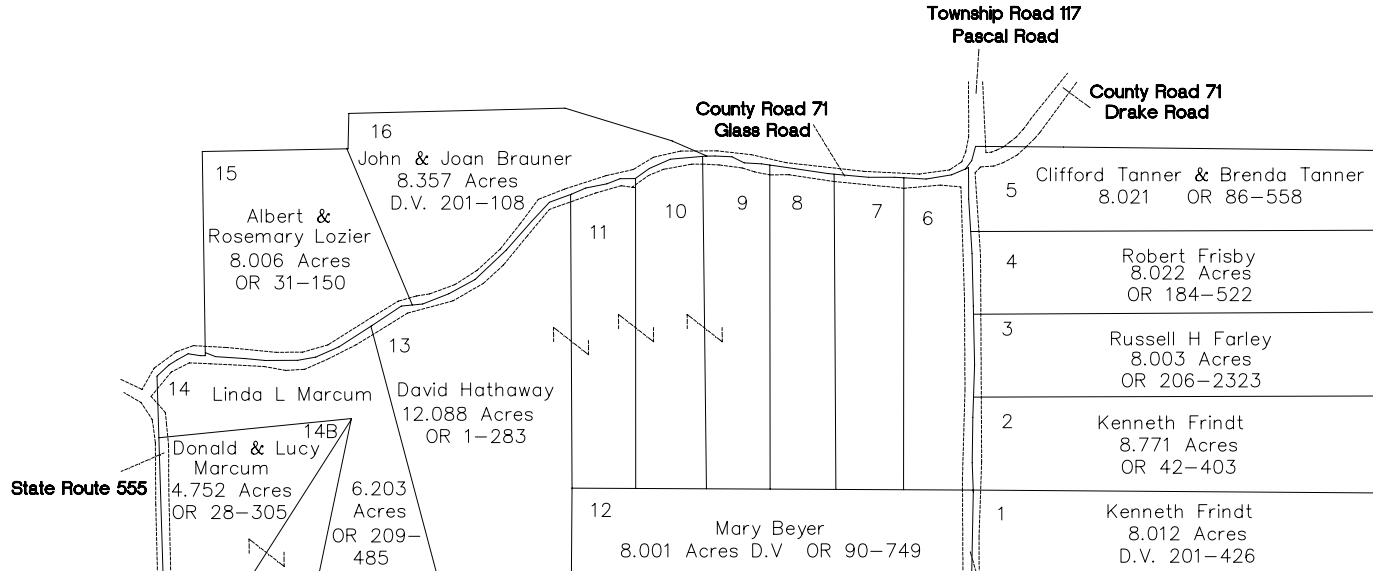 Township Road 117
Pascal Road
County Road 71
Drake Road
County Road 71
Glass Road
16
John & Joan Brauner
8.357 Acres
D.V. 201-108
15
Albert &
Rosemary Lozier
8.006 Acres
OR 31-150
11
10
9
8
7
6
5
Clifford Tanner & Brenda Tanner
8.021 OR 86-558
4
Robert Frisby
8.022 Acres
OR 184-522
3
Russell H Farley
8.003 Acres
OR 206-2323
2
Kenneth Frindt
8.771 Acres
OR 42-403
1
Kenneth Frindt
8.012 Acres
D.V. 201-426
13
David Hathaway
12.088 Acres
OR 1-283
14
Linda L Marcum
14B
Donald & Lucy
Marcum
4.752 Acres
OR 28-305
6.203
Acres
OR 209-
485
State Route 555
12
Mary Beyer
8.001 Acres D.V OR 90-749